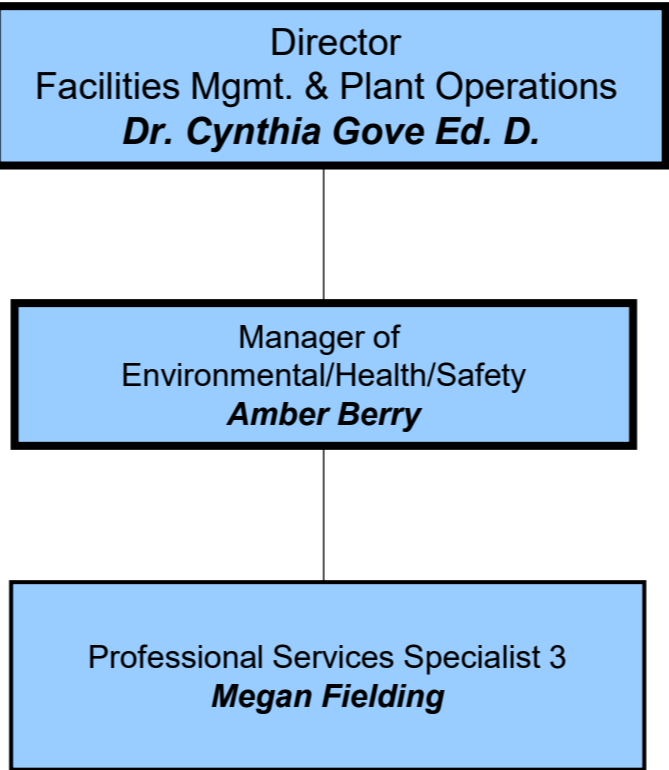 Director
Facilities Mgmt. & Plant Operations
Dr. Cynthia Gove Ed. D.
Manager of
Environmental/Health/Safety
Amber Berry
Professional Services Specialist 3
Megan Fielding